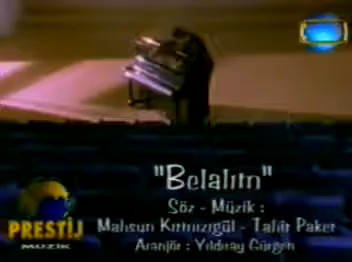 "Belalım"
Söz - Müzik :
Mahsun Kırmızıgül - Tahir Paker
Aranjör : Yıldıray Gürgen
PRESTİJ
MÜZİK